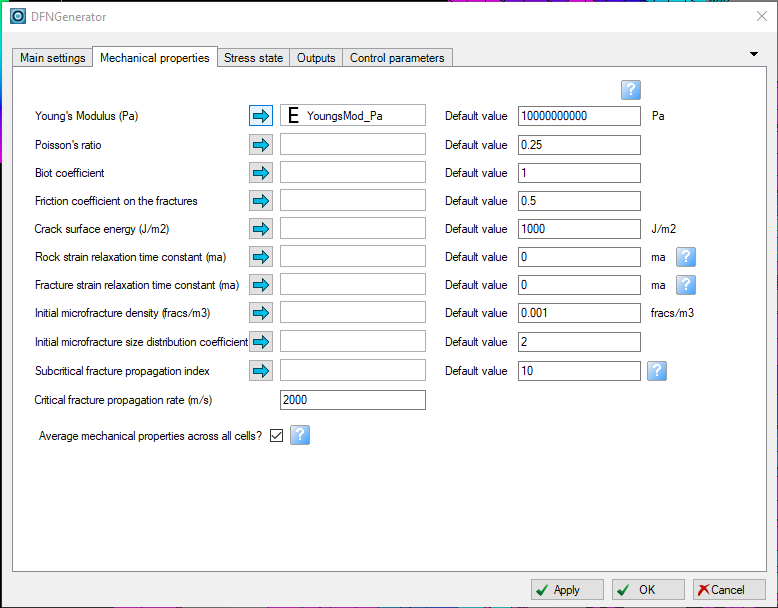 DFNGenerator
Main settings Mechanical properties Stress state Outputs Control parameters
?
Young's Modulus (Pa) E YoungsMod_Pa Default value 10000000000 Pa
Poisson's ratio Default value 0.25
Biot coefficient Default value 1
Friction coefficient on the fractures Default value 0.5
Crack surface energy (J/m2) Default value 1000 J/m2
Rock strain relaxation time constant (ma) Default value 0 ma ?
Fracture strain relaxation time constant (ma) Default value 0 ma ?
Initial microfracture density (fracs/m3) Default value 0.001 fracs/m3
Initial microfracture size distribution coefficient Default value 2
Subcritical fracture propagation index Default value 10 ?
Critical fracture propagation rate (m/s) 2000
Average mechanical properties across all cells? ?
Apply OK Cancel